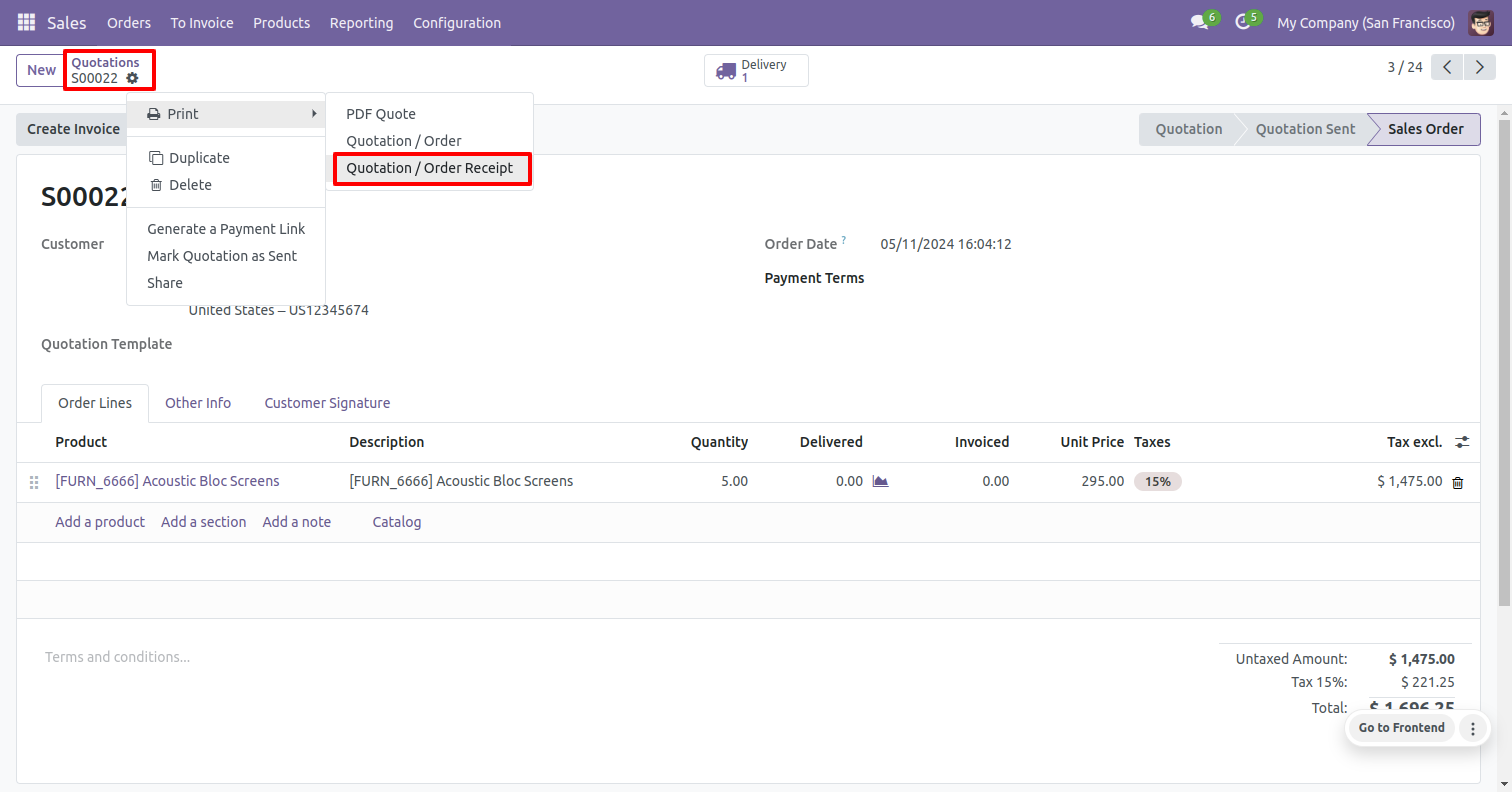 Sales Orders To Invoice Products Reporting Configuration 6 5 My Company (San Francisco)
New Quotations Delivery
S00022 1 3 / 24
Print PDF Quote
Create Invoice Quotation / Order Quotation Quotation Sent Sales Order
Duplicate Quotation / Order Receipt
Delete
S00022
Generate a Payment Link
Customer Order Date ? 05/11/2024 16:04:12
Mark Quotation as Sent
Payment Terms
Share
United States – US12345674
Quotation Template
Order Lines Other Info Customer Signature
Product Description Quantity Delivered Invoiced Unit Price Taxes Tax excl.
[FURN_6666] Acoustic Bloc Screens [FURN_6666] Acoustic Bloc Screens 5.00 0.00 0.00 295.00 15% $ 1,475.00
Add a product Add a section Add a note Catalog
Terms and conditions...
Untaxed Amount: $ 1,475.00
Tax 15%: $ 221.25
Total: $ 1,696.25
Go to Frontend